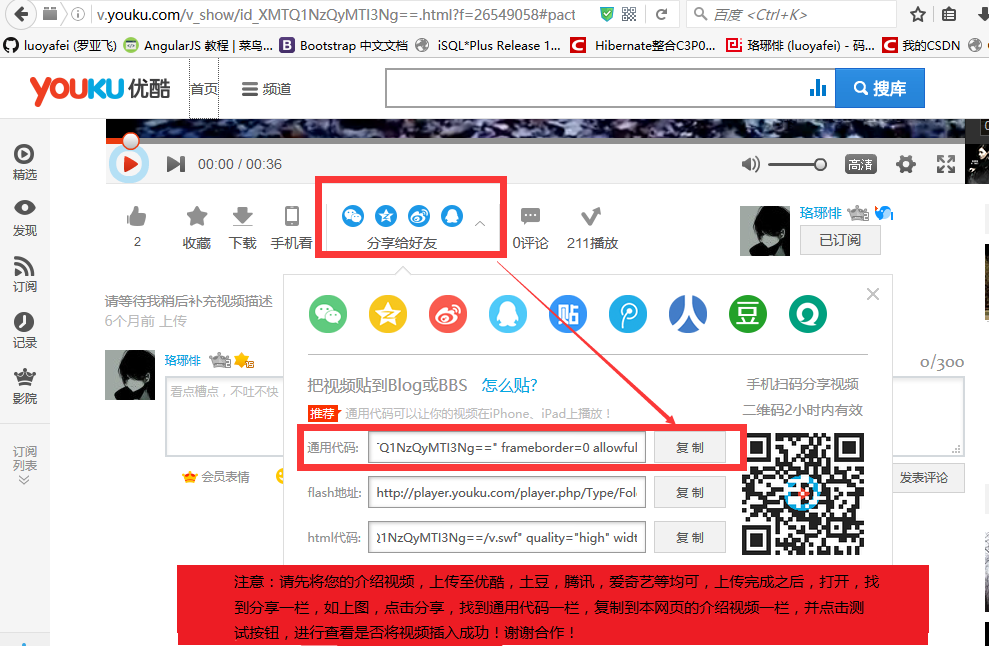 v.youku.com/v_show/id_XMTQ1NzQyMTI3Ng==.html?f=26549058#pact
百度 <Ctrl+K>
luoyafei (罗亚飞)
AngularJS 教程 | 菜鸟...
B Bootstrap 中文文档
iSQL*Plus Release 1...
C Hibernate整合C3P0...
珞琊悱 (luoyafei) - 码...
C 我的CSDN
YOUKU 优酷
首页
频道
搜库
精选
发现
订阅
记录
影院
订阅
列表
00:00 / 00:36
高清
2
收藏
下载
手机看
分享给好友
0评论
211播放
珞琊悱
已订阅
请等待我稍后补充视频描述
6个月前 上传
贴
豆
珞琊悱
0/300
看点槽点，不吐不快
会员表情
发表评论
把视频贴到Blog或BBS 怎么贴?
推荐 通用代码可以让你的视频在iPhone、iPad上播放！
通用代码: Q1NzQyMTI3Ng==" frameborder=0 allowful 复 制
flash地址: http://player.youku.com/player.php/Type/Fol 复 制
html代码: Q1NzQyMTI3Ng==/v.swf" quality="high" widt 复 制
手机扫码分享视频
二维码2小时内有效
注意：请先将您的介绍视频，上传至优酷，土豆，腾讯，爱奇艺等均可，上传完成之后，打开，找
到分享一栏，如上图，点击分享，找到通用代码一栏，复制到本网页的介绍视频一栏，并点击测
试按钮，进行查看是否将视频插入成功！谢谢合作！